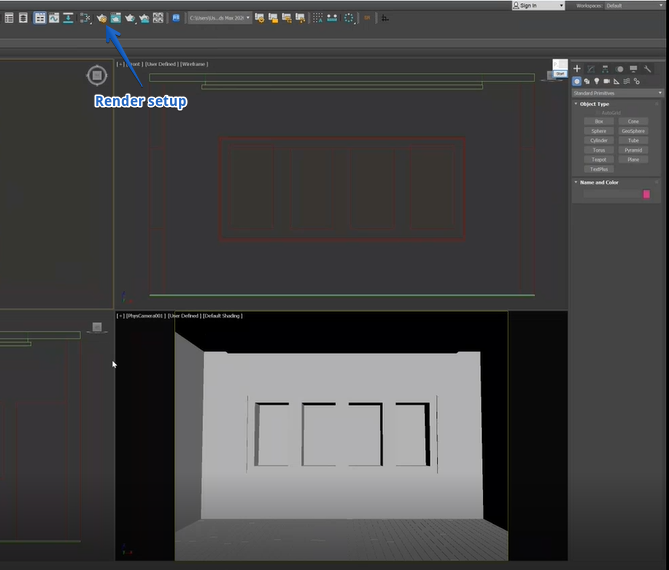 Sign In
Workspaces: Default
C:\Users\Us...ds Max 202
[+] Front ] [User Defined ] [Wireframe ]
Render setup
Standard Primitives
Object Type
AutoGrid
Box
Cone
Sphere
GeoSphere
Cylinder
Tube
Torus
Pyramid
Teapot
Plane
TextPlus
Name and Color
[+] [PhysCamera001 ] [User Defined ] [Default Shading ]